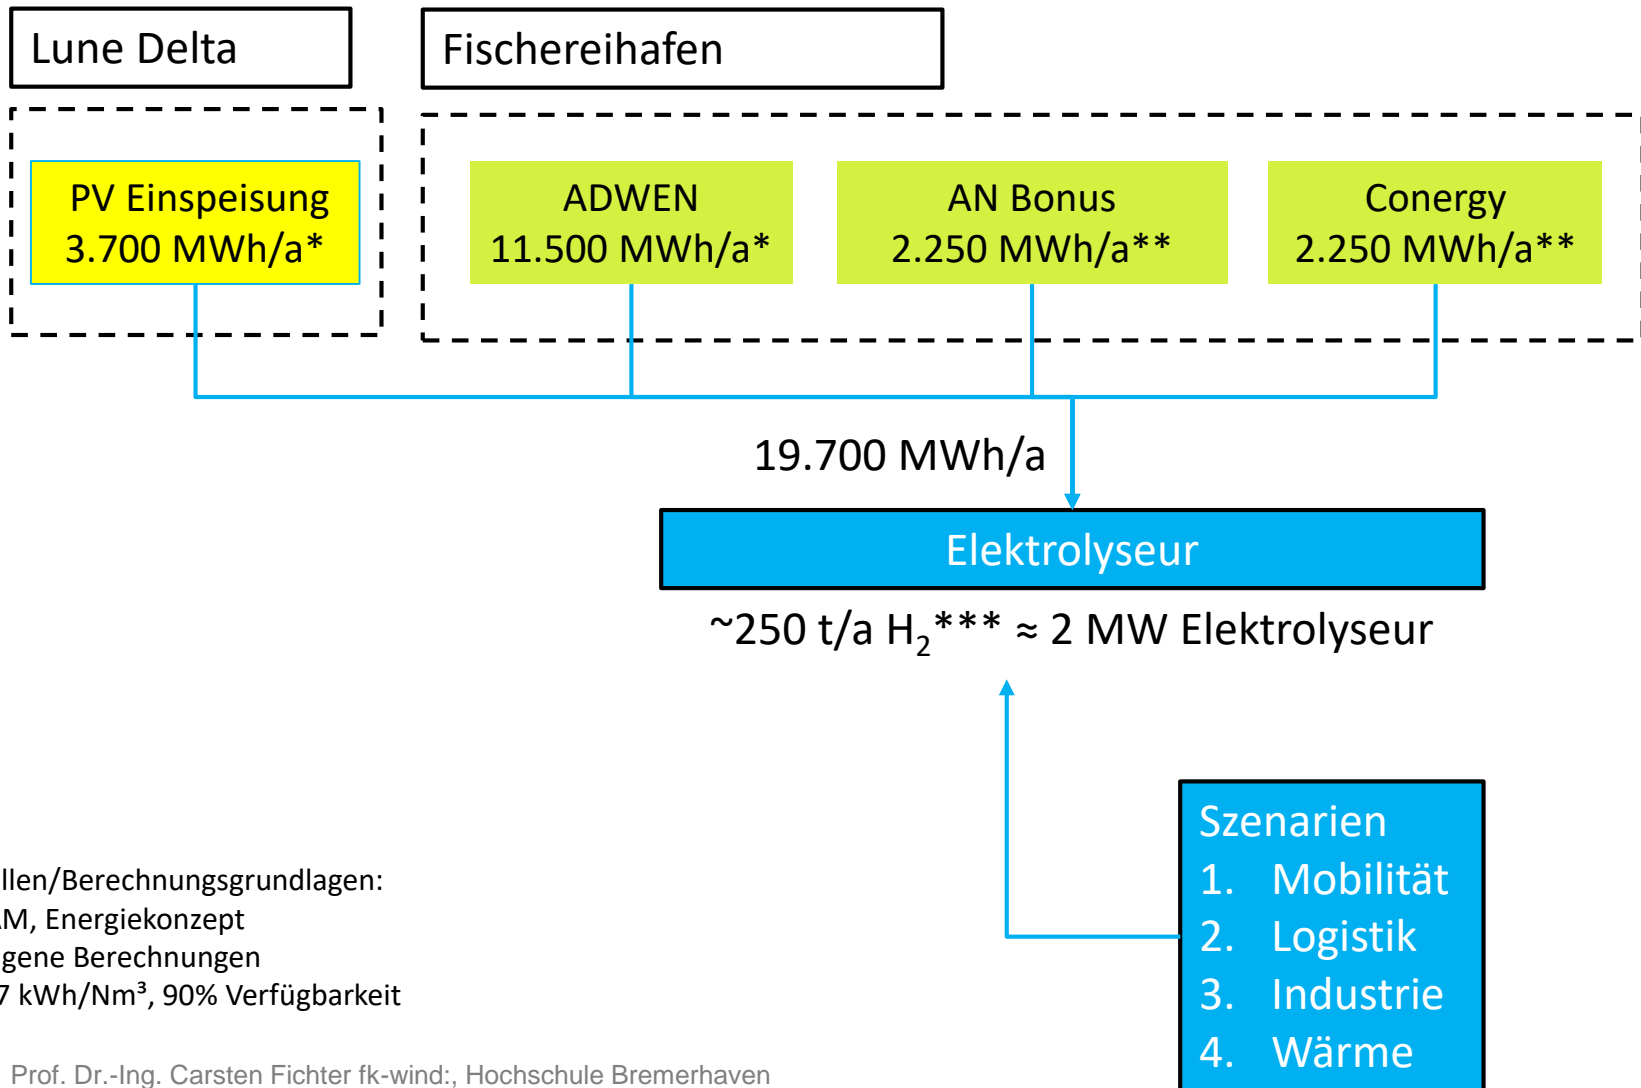 Lune Delta
Fischereihafen
PV Einspeisung
3.700 MWh/a*
ADWEN
11.500 MWh/a*
AN Bonus
2.250 MWh/a**
Conergy
2.250 MWh/a**
19.700 MWh/a
Elektrolyseur
~250 t/a H₂*** ≈ 2 MW Elektrolyseur
Szenarien
1. Mobilität
2. Logistik
3. Industrie
4. Wärme
llen/Berechnungsgrundlagen:
M, Energiekonzept
gene Berechnungen
7 kWh/Nm³, 90% Verfügbarkeit
Prof. Dr.-Ing. Carsten Fichter fk-wind:, Hochschule Bremerhaven